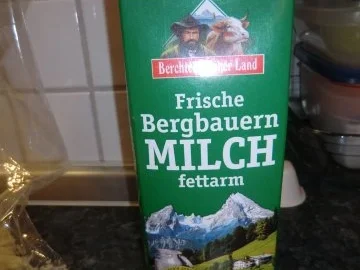 Berchtesgadener Land
Frische
Bergbauern
MILCH
fettarm